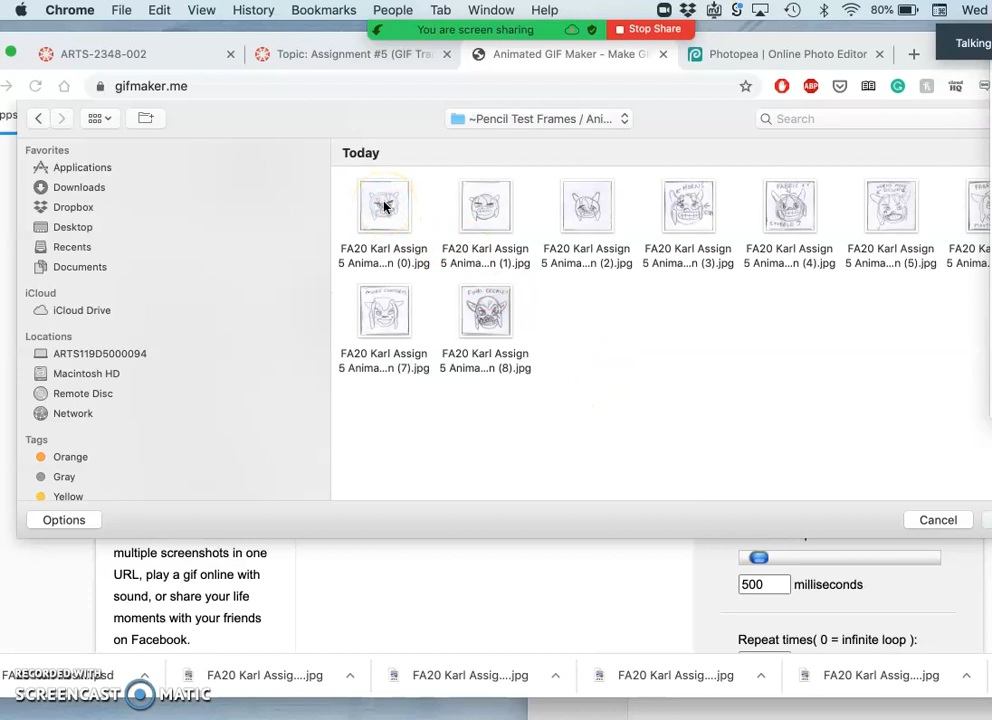 Chrome File Edit View History Bookmarks People Tab Window Help 80% Wed
You are screen sharing Stop Share
Talking
ARTS-2348-002 Topic: Assignment #5 (GIF Tra Animated GIF Maker - Make G Photopea | Online Photo Editor
gifmaker.me ABP
~Pencil Test Frames / Ani... Search
Favorites
Applications
Downloads
Dropbox
Desktop
Recents
Documents
iCloud
iCloud Drive
Locations
ARTS119D5000094
Macintosh HD
Remote Disc
Network
Tags
Orange
Gray
Yellow
Today
FA20 Karl Assign
5 Anima...n (0).jpg
FA20 Karl Assign
5 Anima...n (1).jpg
FA20 Karl Assign
5 Anima...n (2).jpg
FA20 Karl Assign
5 Anima...n (3).jpg
FA20 Karl Assign
5 Anima...n (4).jpg
FA20 Karl Assign
5 Anima...n (5).jpg
FA20 Ka
5 Anima.
FA20 Karl Assign
5 Anima...n (7).jpg
FA20 Karl Assign
5 Anima...n (8).jpg
Options Cancel
multiple screenshots in one
URL, play a gif online with
sound, or share your life
moments with your friends
on Facebook.
500 milliseconds
Repeat times( 0 = infinite loop ):
FA20 Karl Assig....jpg FA20 Karl Assig....jpg FA20 Karl Assig....jpg FA20 Karl Assig....jpg
RECORDED WITH
SCREENCAST MATIC